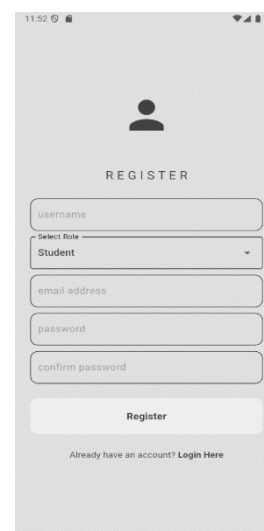 11:52
REGISTER
username
Select Role
Student
email address
password
confirm password
Register
Already have an account? Login Here